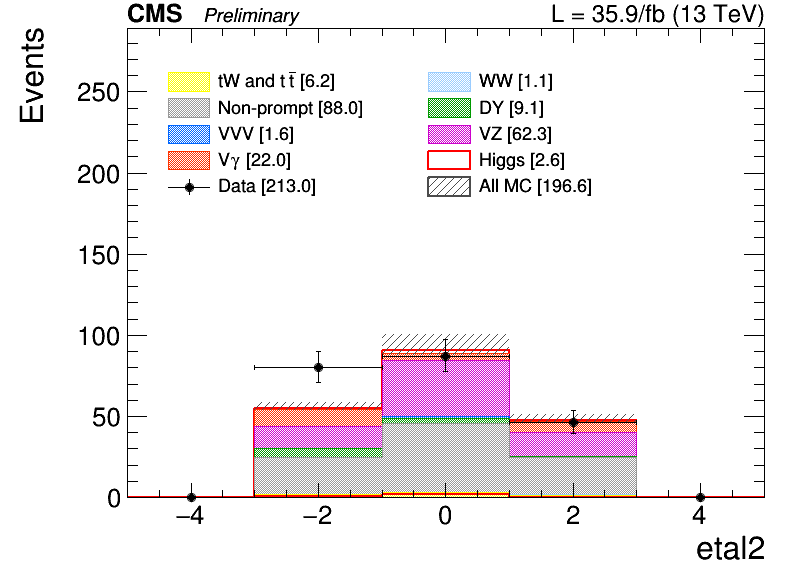 CMS Preliminary L = 35.9/fb (13 TeV)
Events
tW and t t̅ [6.2] WW [1.1]
Non-prompt [88.0] DY [9.1]
VVV [1.6] VZ [62.3]
Vγ [22.0] Higgs [2.6]
Data [213.0] All MC [196.6]
250
200
150
100
50
0
−4 −2 0 2 4
etal2